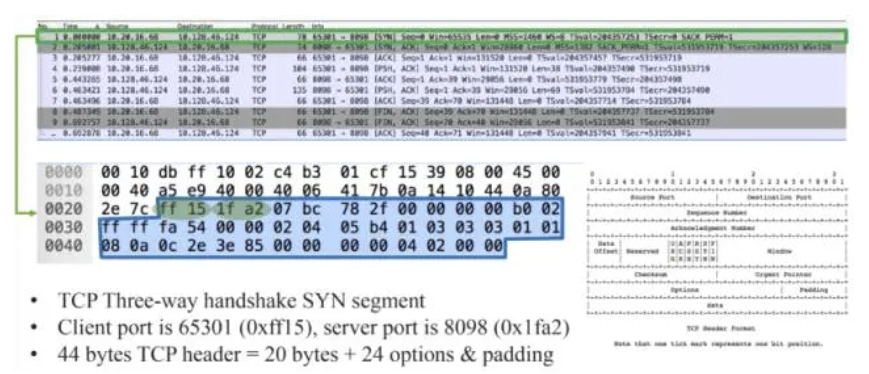 No. Time A Source Destination Protocol Length Info
1 0.000000 10.20.16.68 10.128.46.124 TCP 78 65301 → 8098 [SYN] Seq=0 Win=65535 Len=0 MSS=1460 WS=8 TSval=204357253 TSecr=0 SACK_PERM=1
2 0.205001 10.128.46.124 10.20.16.68 TCP 74 8098 → 65301 [SYN, ACK] Seq=0 Ack=1 Win=28960 Len=0 SACK_PERM=1 TSval=531953719 TSecr=204357253 WS=128
3 0.205277 10.20.16.68 10.128.46.124 TCP 66 65301 → 8098 [ACK] Seq=1 Ack=1 Win=131520 Len=0 TSval=204357457 TSecr=531953719
4 0.239008 10.20.16.68 10.128.46.124 TCP 104 65301 → 8098 [PSH, ACK] Seq=1 Ack=1 Win=131520 Len=38 TSval=204357490 TSecr=531953719
5 0.443265 10.128.46.124 10.20.16.68 TCP 66 8098 → 65301 [ACK] Seq=1 Ack=39 Win=29056 Len=0 TSval=531953779 TSecr=204357490
6 0.463421 10.128.46.124 10.20.16.68 TCP 135 8098 → 65301 [PSH, ACK] Seq=1 Ack=39 Win=29056 Len=69 TSval=531953784 TSecr=204357490
7 0.463496 10.20.16.68 10.128.46.124 TCP 66 65301 → 8098 [ACK] Seq=39 Ack=70 Win=131448 Len=0 TSval=204357714 TSecr=531953784
8 0.487345 10.20.16.68 10.128.46.124 TCP 66 65301 → 8098 [FIN, ACK] Seq=39 Ack=70 Win=131448 Len=0 TSval=204357737 TSecr=531953784
9 0.692757 10.128.46.124 10.20.16.68 TCP 66 8098 → 65301 [FIN, ACK] Seq=70 Ack=40 Win=29056 Len=0 TSval=531953841 TSecr=204357737
… 0.692878 10.20.16.68 10.128.46.124 TCP 66 65301 → 8098 [ACK] Seq=40 Ack=71 Win=131448 Len=0 TSval=204357941 TSecr=531953841
0000 00 10 db ff 10 02 c4 b3 01 cf 15 39 08 00 45 00
0010 00 40 a5 e9 40 00 40 06 41 7b 0a 14 10 44 0a 80
0020 2e 7c ff 15 1f a2 07 bc 78 2f 00 00 00 00 b0 02
0030 ff ff fa 54 00 00 02 04 05 b4 01 03 03 03 01 01
0040 08 0a 0c 2e 3e 85 00 00 00 00 04 02 00 00
0 1 2 3
0 1 2 3 4 5 6 7 8 9 0 1 2 3 4 5 6 7 8 9 0 1 2 3 4 5 6 7 8 9 0 1
Source Port Destination Port
Sequence Number
Acknowledgment Number
Data U A P R S F
Offset Reserved R C S S Y I Window
G K H T N N
Checksum Urgent Pointer
Options Padding
data
TCP Header Format
Note that one tick mark represents one bit position.
• TCP Three-way handshake SYN segment
• Client port is 65301 (0xff15), server port is 8098 (0x1fa2)
• 44 bytes TCP header = 20 bytes + 24 options & padding